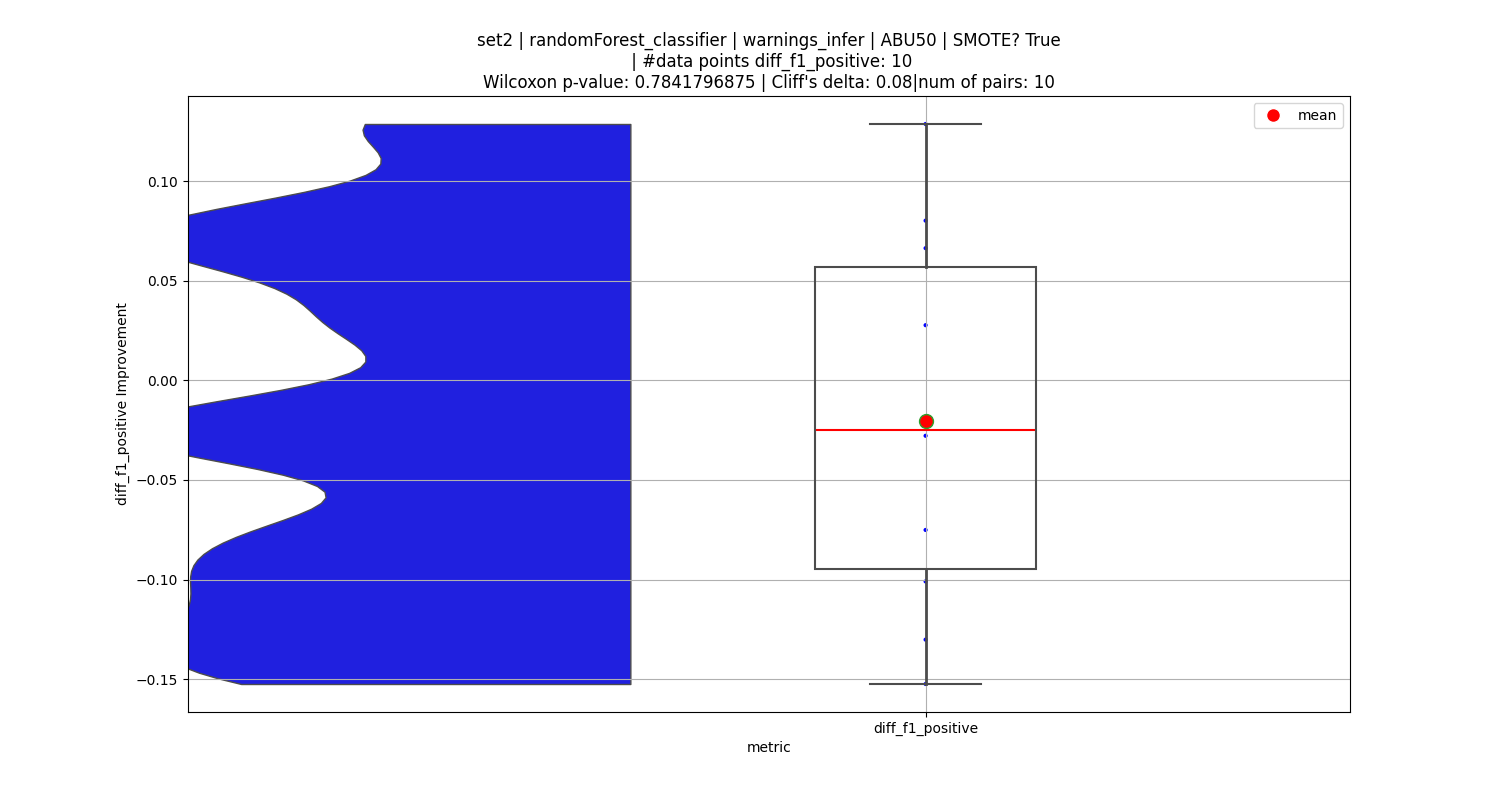 set2 | randomForest_classifier | warnings_infer | ABU50 | SMOTE? True
| #data points diff_f1_positive: 10
Wilcoxon p-value: 0.7841796875 | Cliff's delta: 0.08|num of pairs: 10
mean
0.10
0.05
0.00
−0.05
−0.10
−0.15
diff_f1_positive Improvement
diff_f1_positive
metric